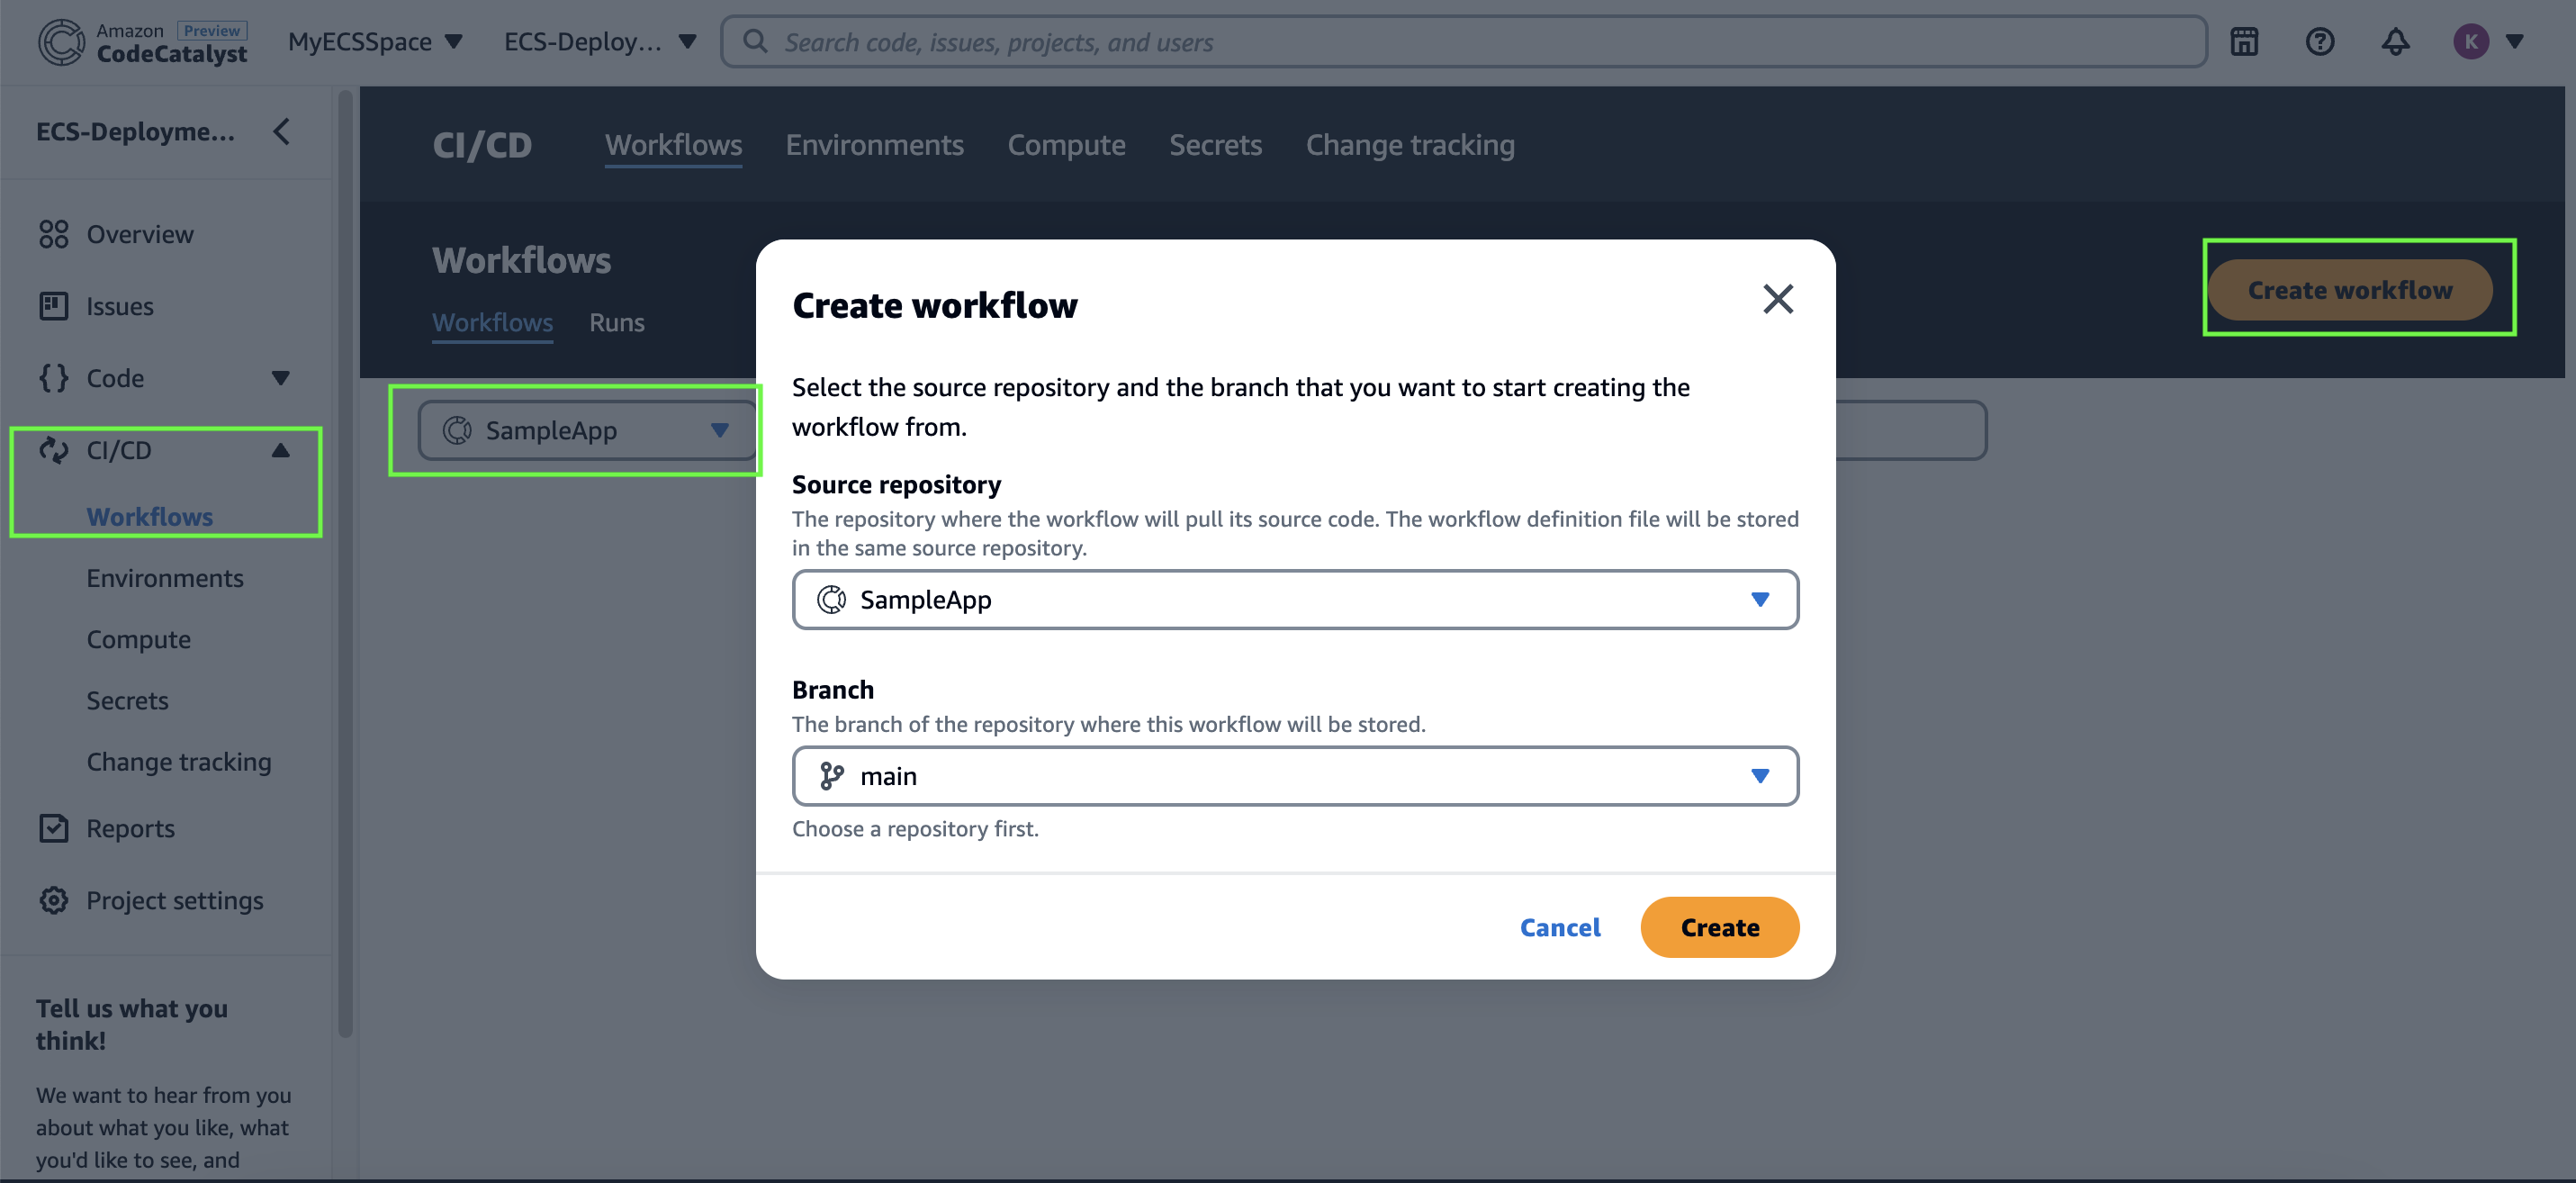 Amazon Preview
CodeCatalyst
MyECSSpace
ECS-Deploy...
Search code, issues, projects, and users
K
ECS-Deployme...
Overview
Issues
Code
CI/CD
Workflows
Environments
Compute
Secrets
Change tracking
Reports
Project settings
Tell us what you
think!
We want to hear from you
about what you like, what
you'd like to see, and
CI/CD
Workflows
Environments
Compute
Secrets
Change tracking
Workflows
Create workflow
Workflows
Runs
SampleApp
Create workflow
Select the source repository and the branch that you want to start creating the
workflow from.
Source repository
The repository where the workflow will pull its source code. The workflow definition file will be stored
in the same source repository.
SampleApp
Branch
The branch of the repository where this workflow will be stored.
main
Choose a repository first.
Cancel
Create